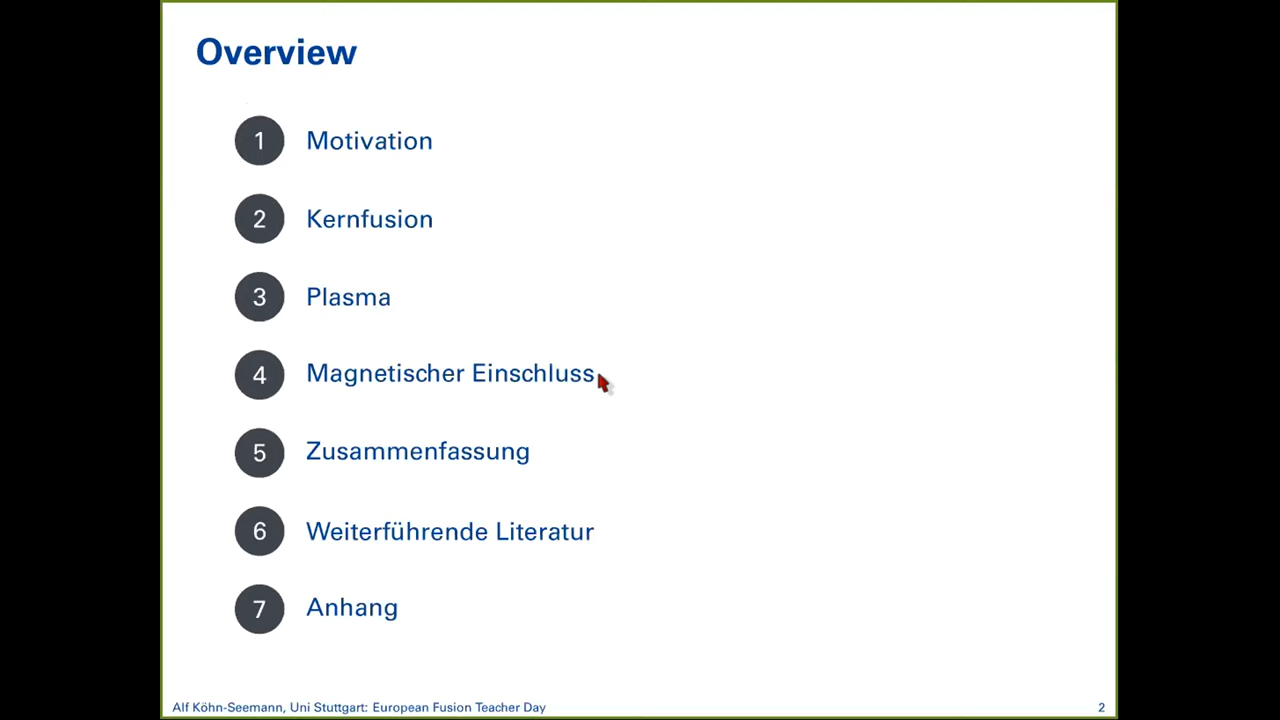 Overview
1 Motivation
2 Kernfusion
3 Plasma
4 Magnetischer Einschluss
5 Zusammenfassung
6 Weiterführende Literatur
7 Anhang
Alf Köhn-Seemann, Uni Stuttgart: European Fusion Teacher Day 2